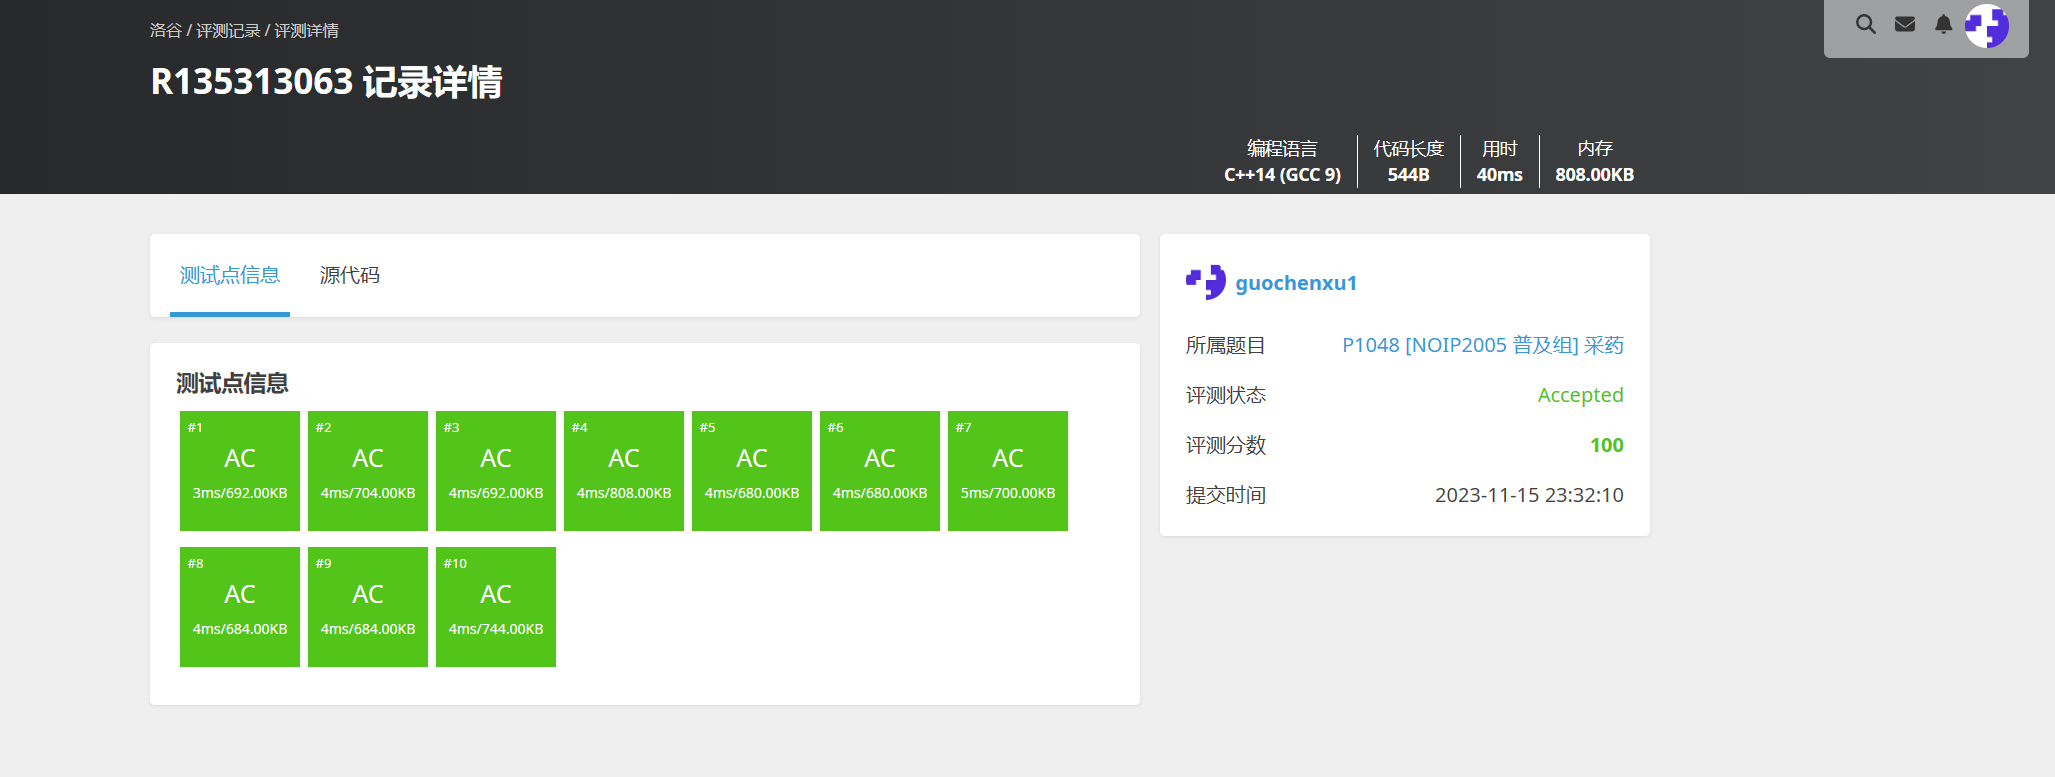 洛谷 / 评测记录 / 评测详情
R135313063 记录详情
编程语言
C++14 (GCC 9)
代码长度
544B
用时
40ms
内存
808.00KB
测试点信息
源代码
测试点信息
#1
AC
3ms/692.00KB
#2
AC
4ms/704.00KB
#3
AC
4ms/692.00KB
#4
AC
4ms/808.00KB
#5
AC
4ms/680.00KB
#6
AC
4ms/680.00KB
#7
AC
5ms/700.00KB
#8
AC
4ms/684.00KB
#9
AC
4ms/684.00KB
#10
AC
4ms/744.00KB
guochenxu1
所属题目 P1048 [NOIP2005 普及组] 采药
评测状态 Accepted
评测分数 100
提交时间 2023-11-15 23:32:10